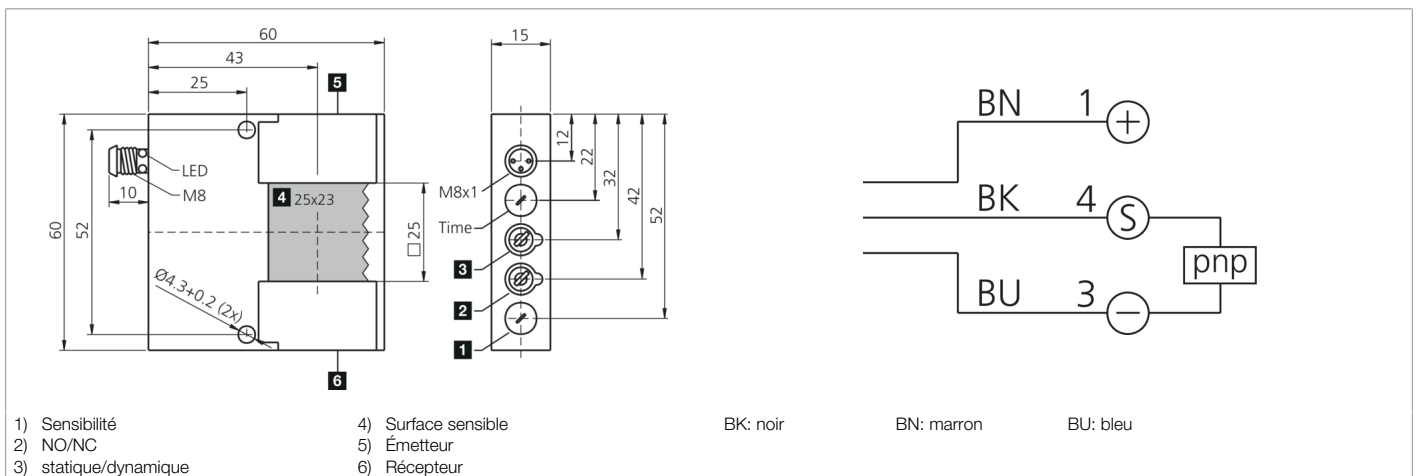 60
43
25
5
LED
M8
10
4 25x23
60
52
□25
Ø4.3+0.2 (2x)
6
15
12
22
32
42
52
M8x1
Time
3
2
1
BN 1 +
BK 4 S
pnp
BU 3 −
1) Sensibilité
2) NO/NC
3) statique/dynamique
4) Surface sensible
5) Émetteur
6) Récepteur
BK: noir BN: marron BU: bleu